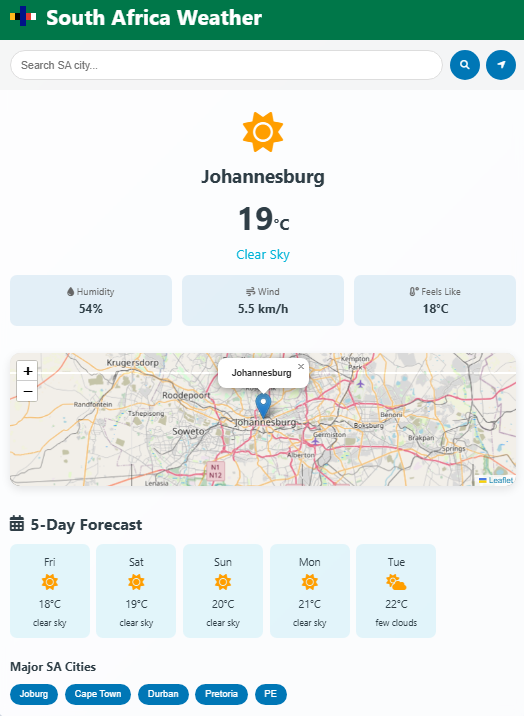 South Africa Weather
Search SA city...
Johannesburg
19°C
Clear Sky
Humidity
54%
Wind
5.5 km/h
Feels Like
18°C
+
−
Johannesburg ×
Krugersdorp
Kempton
Park
Randfontein
Tshepisong
Roodepoort
Soweto
Johannesburg
Germiston
Boksburg
Benoni
Brakpan
Springs
Alberton
N1
N12
Lenasia
Leaflet
5-Day Forecast
Fri
18°C
clear sky
Sat
19°C
clear sky
Sun
20°C
clear sky
Mon
21°C
clear sky
Tue
22°C
few clouds
Major SA Cities
Joburg Cape Town Durban Pretoria PE